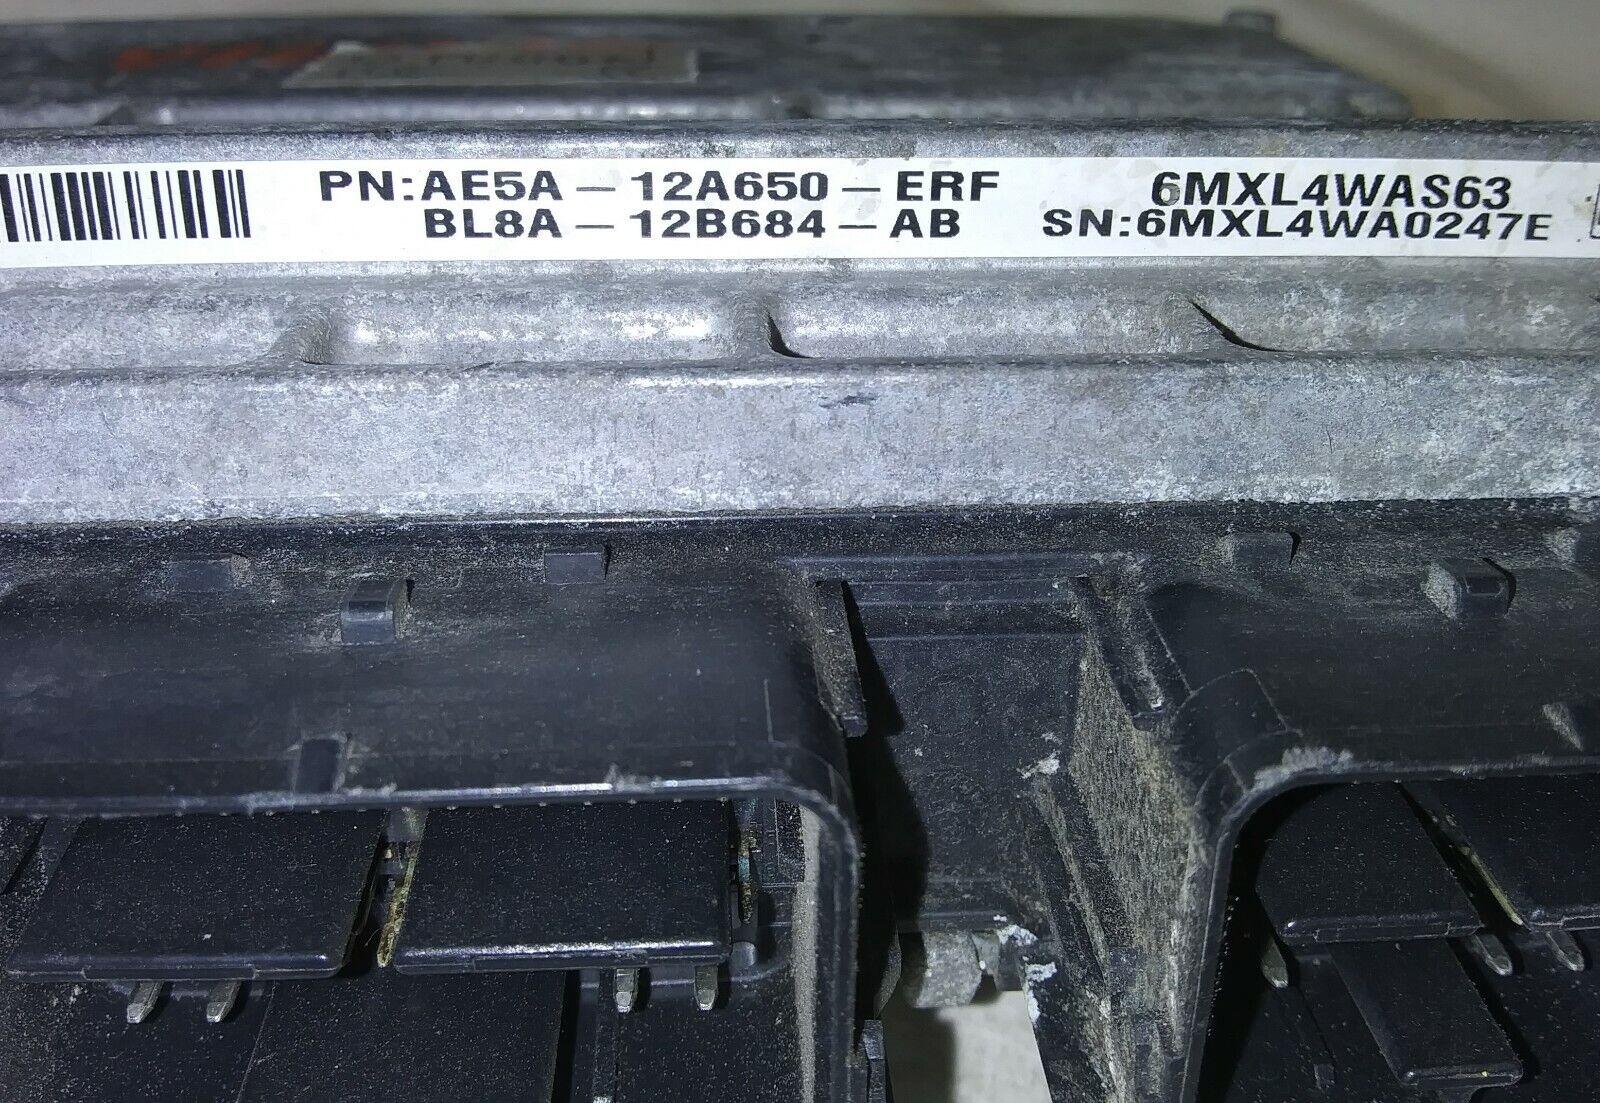 PN:AE5A-12A650-ERF 6MXL4WAS63
BL8A-12B684-AB SN:6MXL4WA0247E